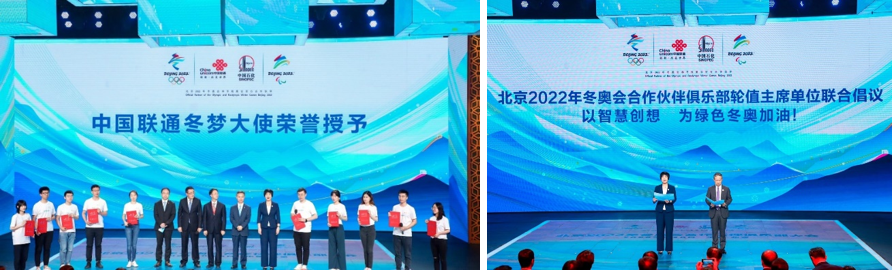 BEIJING 2022
China
unicom中国联通
中国石化
SINOPEC
BEIJING 2022
中国联通冬梦大使荣誉授予
BEIJING 2022
China
unicom中国联通
中国石化
SINOPEC
BEIJING 2022
北京2022年冬奥会合作伙伴俱乐部轮值主席单位联合倡议
以智慧创想 为绿色冬奥加油!